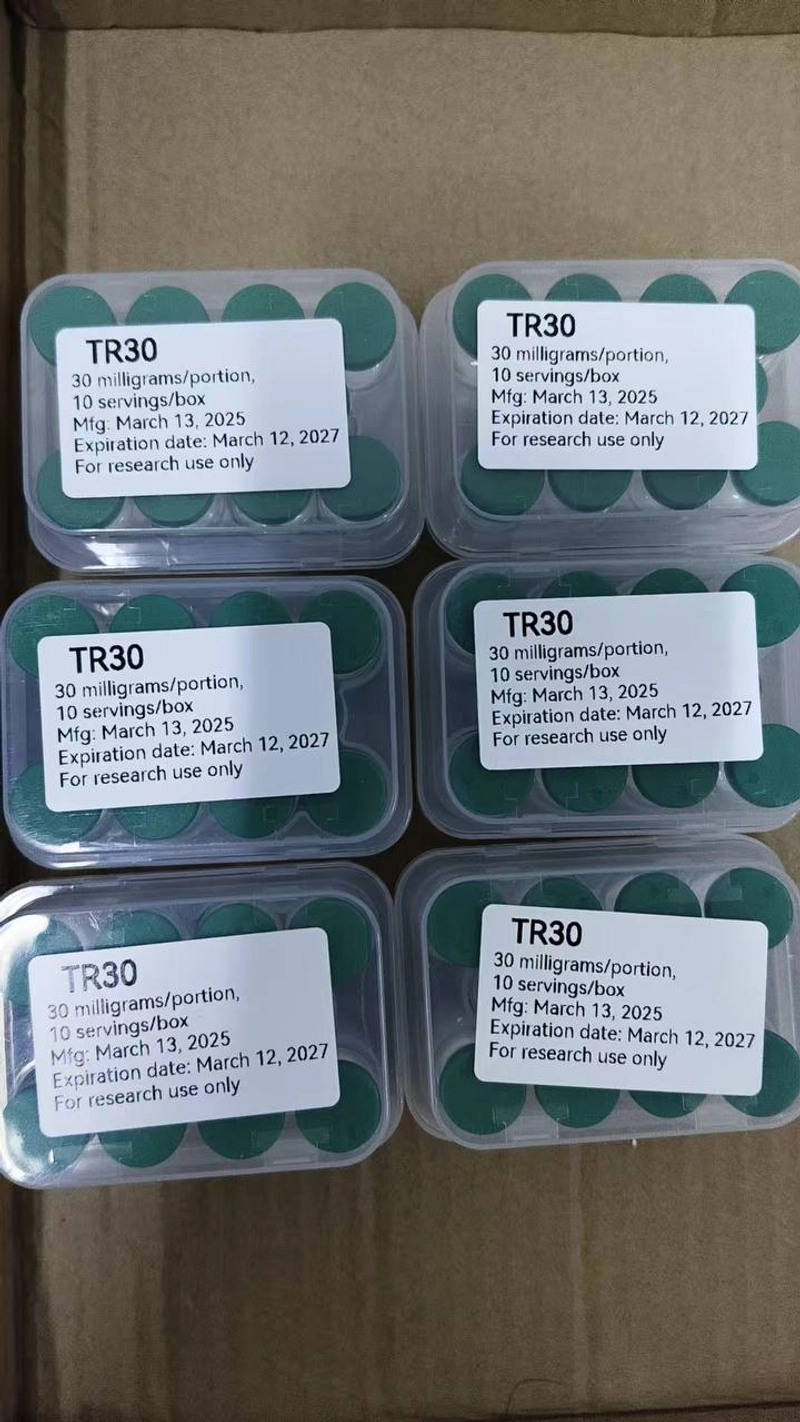 TR30
30 milligrams/portion,
10 servings/box
Mfg: March 13, 2025
Expiration date: March 12, 2027
For research use only
TR30
30 milligrams/portion,
10 servings/box
Mfg: March 13, 2025
Expiration date: March 12, 2027
For research use only
TR30
30 milligrams/portion,
10 servings/box
Mfg: March 13, 2025
Expiration date: March 12, 2027
For research use only
TR30
30 milligrams/portion,
10 servings/box
Mfg: March 13, 2025
Expiration date: March 12, 2027
For research use only
TR30
30 milligrams/portion,
10 servings/box
Mfg: March 13, 2025
Expiration date: March 12, 2027
For research use only
TR30
30 milligrams/portion,
10 servings/box
Mfg: March 13, 2025
Expiration date: March 12, 2027
For research use only